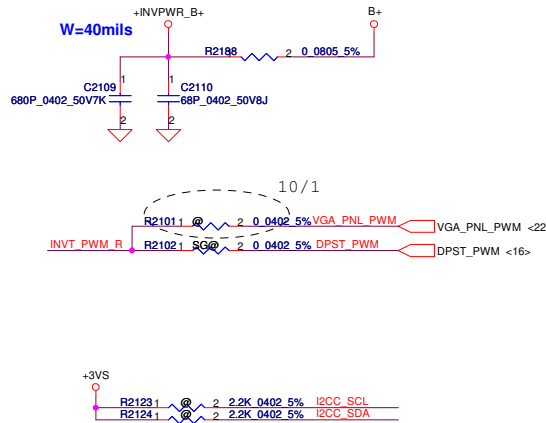 +INVPWR_B+
B+
W=40mils
R2188 1 2 0_0805_5%
1 1
C2109 C2110
680P_0402_50V7K 68P_0402_50V8J
2 2
10/1
R2101 1 @ 2 0_0402_5% VGA_PNL_PWM VGA_PNL_PWM <22
INVT_PWM_R R2102 1 SG@ 2 0_0402_5% DPST_PWM DPST_PWM <16>
+3VS
R2123 1 @ 2 2.2K_0402_5% I2CC_SCL
R2124 1 @ 2 2.2K_0402_5% I2CC_SDA